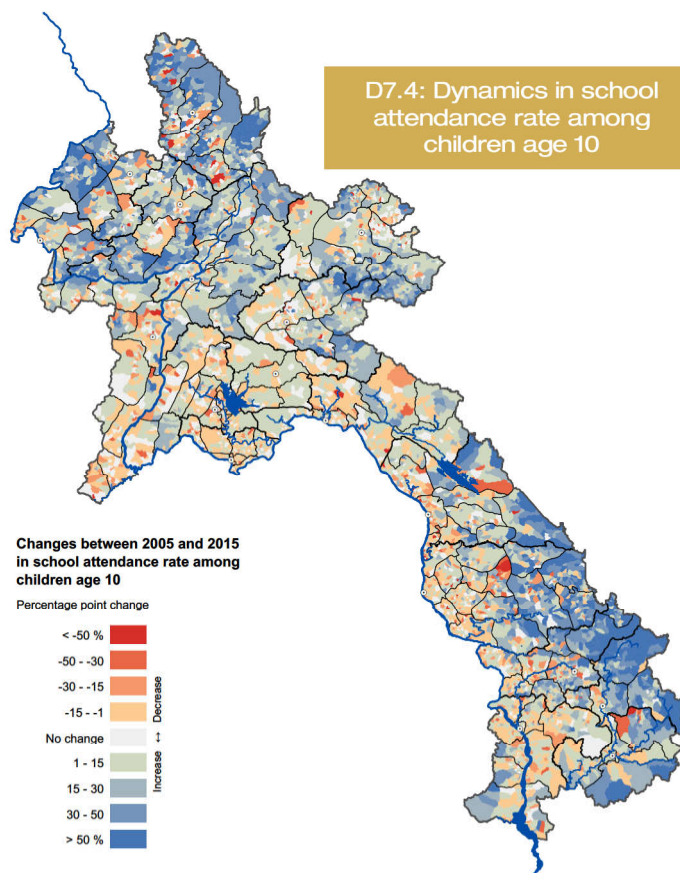 D7.4: Dynamics in school
attendance rate among
children age 10
Changes between 2005 and 2015
in school attendance rate among
children age 10
Percentage point change
< -50 %
-50 - -30
-30 - -15
-15 - -1
Decrease
No change
↔
1 - 15
Increase
15 - 30
30 - 50
> 50 %